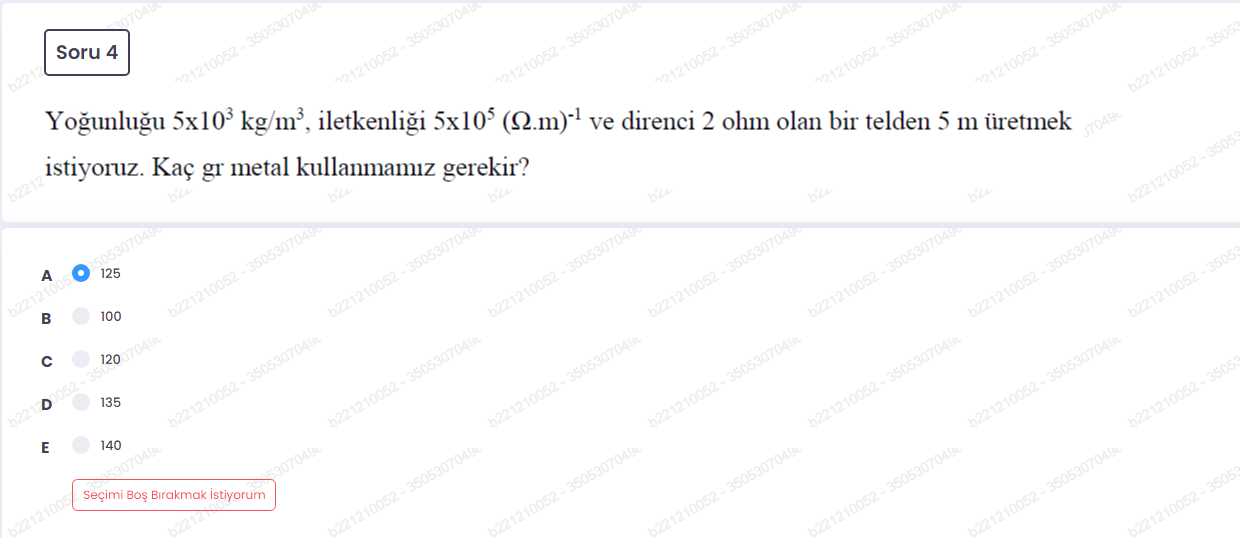 Soru 4
Yoğunluğu 5x10³ kg/m³, iletkenliği 5x10⁵ (Ω.m)⁻¹ ve direnci 2 ohm olan bir telden 5 m üretmek
istiyoruz. Kaç gr metal kullanmamız gerekir?
A 125
B 100
C 120
D 135
E 140
Seçimi Boş Bırakmak İstiyorum